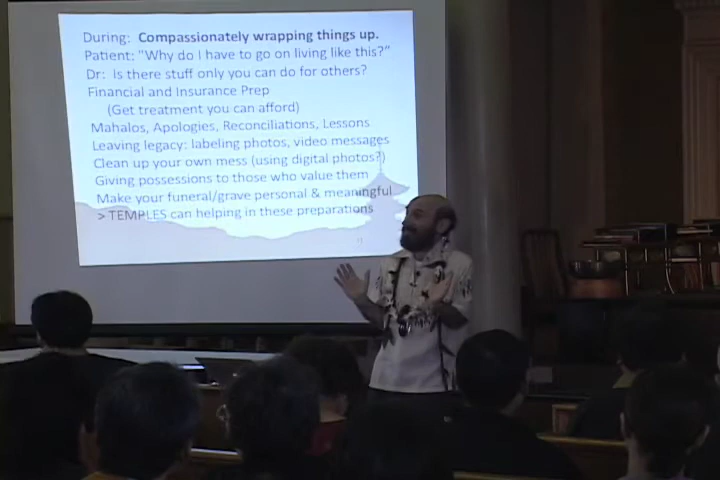 During: Compassionately wrapping things up.
Patient: "Why do I have to go on living like this?"
Dr: Is there stuff only you can do for others?
Financial and Insurance Prep
(Get treatment you can afford)
Mahalos, Apologies, Reconciliations, Lessons
Leaving legacy: labeling photos, video messages
Clean up your own mess (using digital photos?)
Giving possessions to those who value them
Make your funeral/grave personal & meaningful
> TEMPLES can helping in these preparations